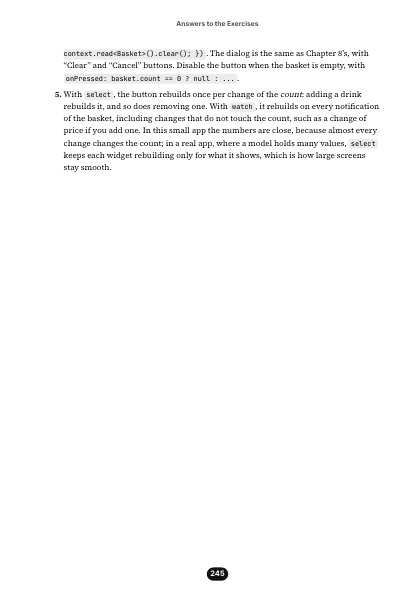 Answers to the Exercises
context.read<Basket>().clear(); }). The dialog is the same as Chapter 8’s, with
“Clear” and “Cancel” buttons. Disable the button when the basket is empty, with
onPressed: basket.count == 0 ? null : ... .
5. With select, the button rebuilds once per change of the count: adding a drink
rebuilds it, and so does removing one. With watch, it rebuilds on every notification
of the basket, including changes that do not touch the count, such as a change of
price if you add one. In this small app the numbers are close, because almost every
change changes the count; in a real app, where a model holds many values, select
keeps each widget rebuilding only for what it shows, which is how large screens
stay smooth.
245